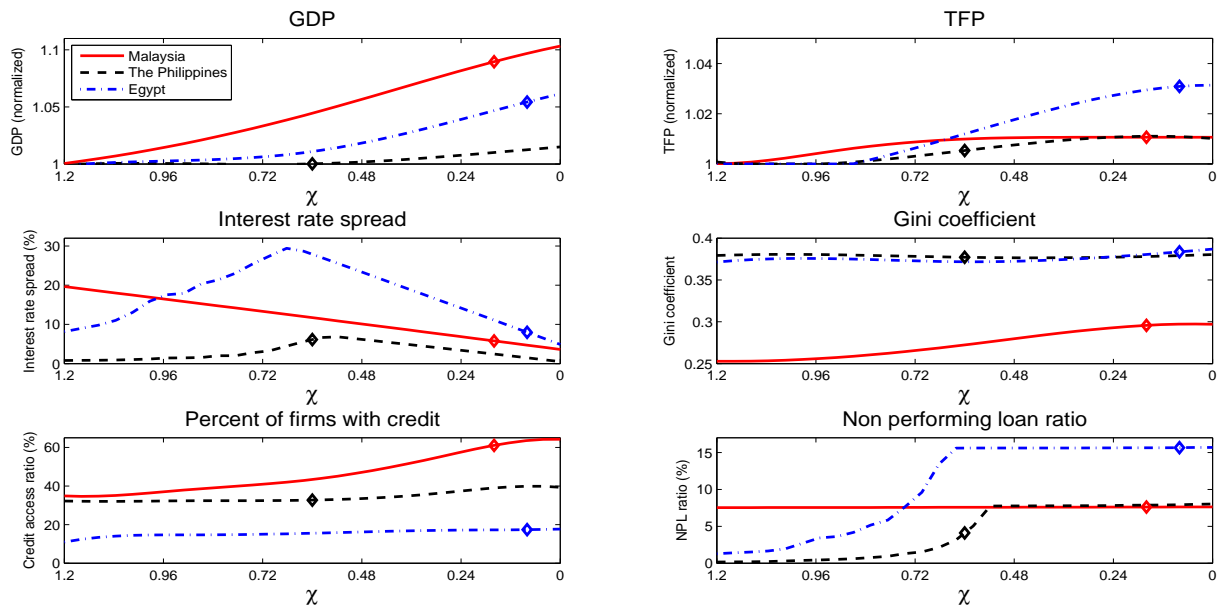 GDP
GDP (normalized)
1.1
1.05
1
Malaysia
The Philippines
Egypt
1.2 0.96 0.72 0.48 0.24 0
χ
TFP
TFP (normalized)
1.04
1.02
1
1.2 0.96 0.72 0.48 0.24 0
χ
Interest rate spread
Interest rate spread (%)
30
20
10
0
1.2 0.96 0.72 0.48 0.24 0
χ
Gini coefficient
Gini coefficient
0.4
0.35
0.3
0.25
1.2 0.96 0.72 0.48 0.24 0
χ
Percent of firms with credit
Credit access ratio (%)
60
40
20
0
1.2 0.96 0.72 0.48 0.24 0
χ
Non performing loan ratio
NPL ratio (%)
15
10
5
0
1.2 0.96 0.72 0.48 0.24 0
χ